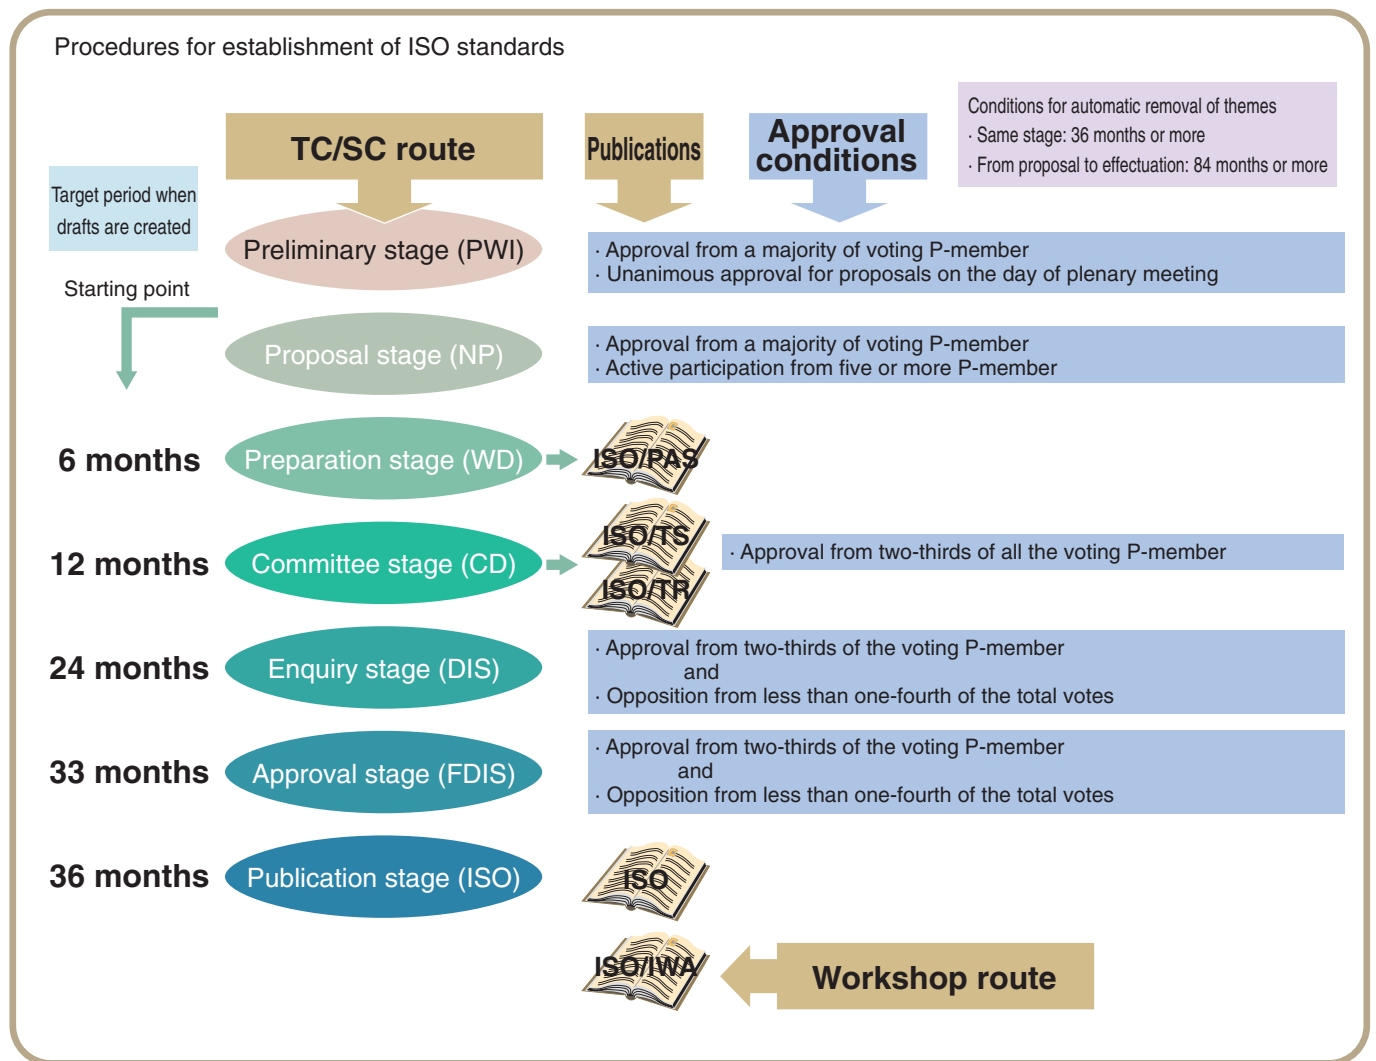 Procedures for establishment of ISO standards
TC/SC route
Publications
Approval
conditions
Conditions for automatic removal of themes
· Same stage: 36 months or more
· From proposal to effectuation: 84 months or more
Target period when
drafts are created
Starting point
Preliminary stage (PWI)
· Approval from a majority of voting P-member
· Unanimous approval for proposals on the day of plenary meeting
Proposal stage (NP)
· Approval from a majority of voting P-member
· Active participation from five or more P-member
6 months
Preparation stage (WD)
ISO/PAS
12 months
Committee stage (CD)
ISO/TS
ISO/TR
· Approval from two-thirds of all the voting P-member
24 months
Enquiry stage (DIS)
· Approval from two-thirds of the voting P-member
and
· Opposition from less than one-fourth of the total votes
33 months
Approval stage (FDIS)
· Approval from two-thirds of the voting P-member
and
· Opposition from less than one-fourth of the total votes
36 months
Publication stage (ISO)
ISO
ISO/IWA
Workshop route